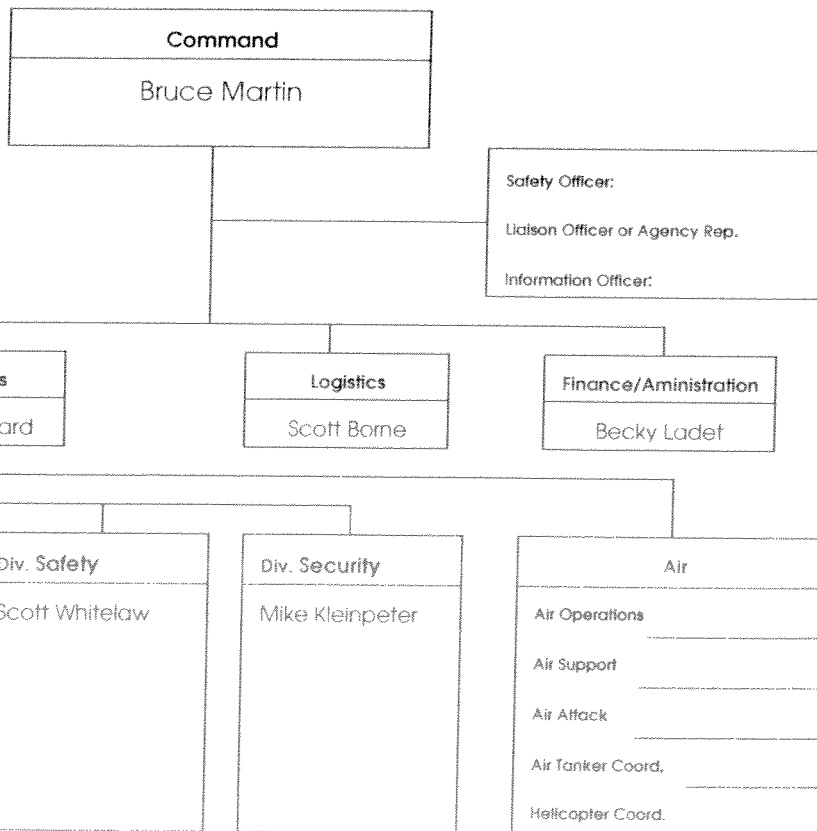 Command
Bruce Martin
Safety Officer:
Liaison Officer or Agency Rep.
Information Officer:
s
ard
Logistics
Scott Borne
Finance/Aministration
Becky Ladet
Div. Safety
Scott Whitelaw
Div. Security
Mike Kleinpeter
Air
Air Operations
Air Support
Air Attack
Air Tanker Coord.
Helicopter Coord.